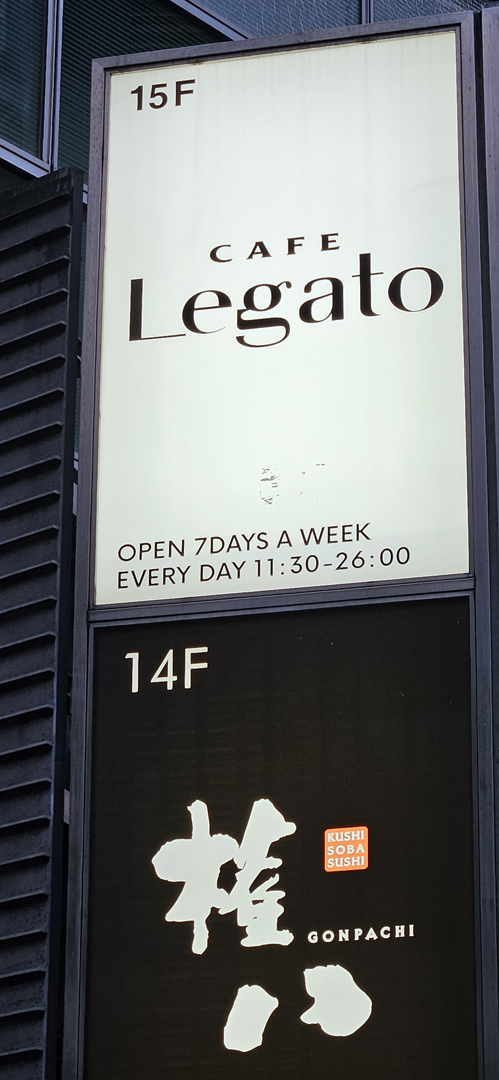 15F
CAFE
Legato
OPEN 7DAYS A WEEK
EVERY DAY 11:30-26:00
14F
権八
KUSHI
SOBA
SUSHI
GONPACHI